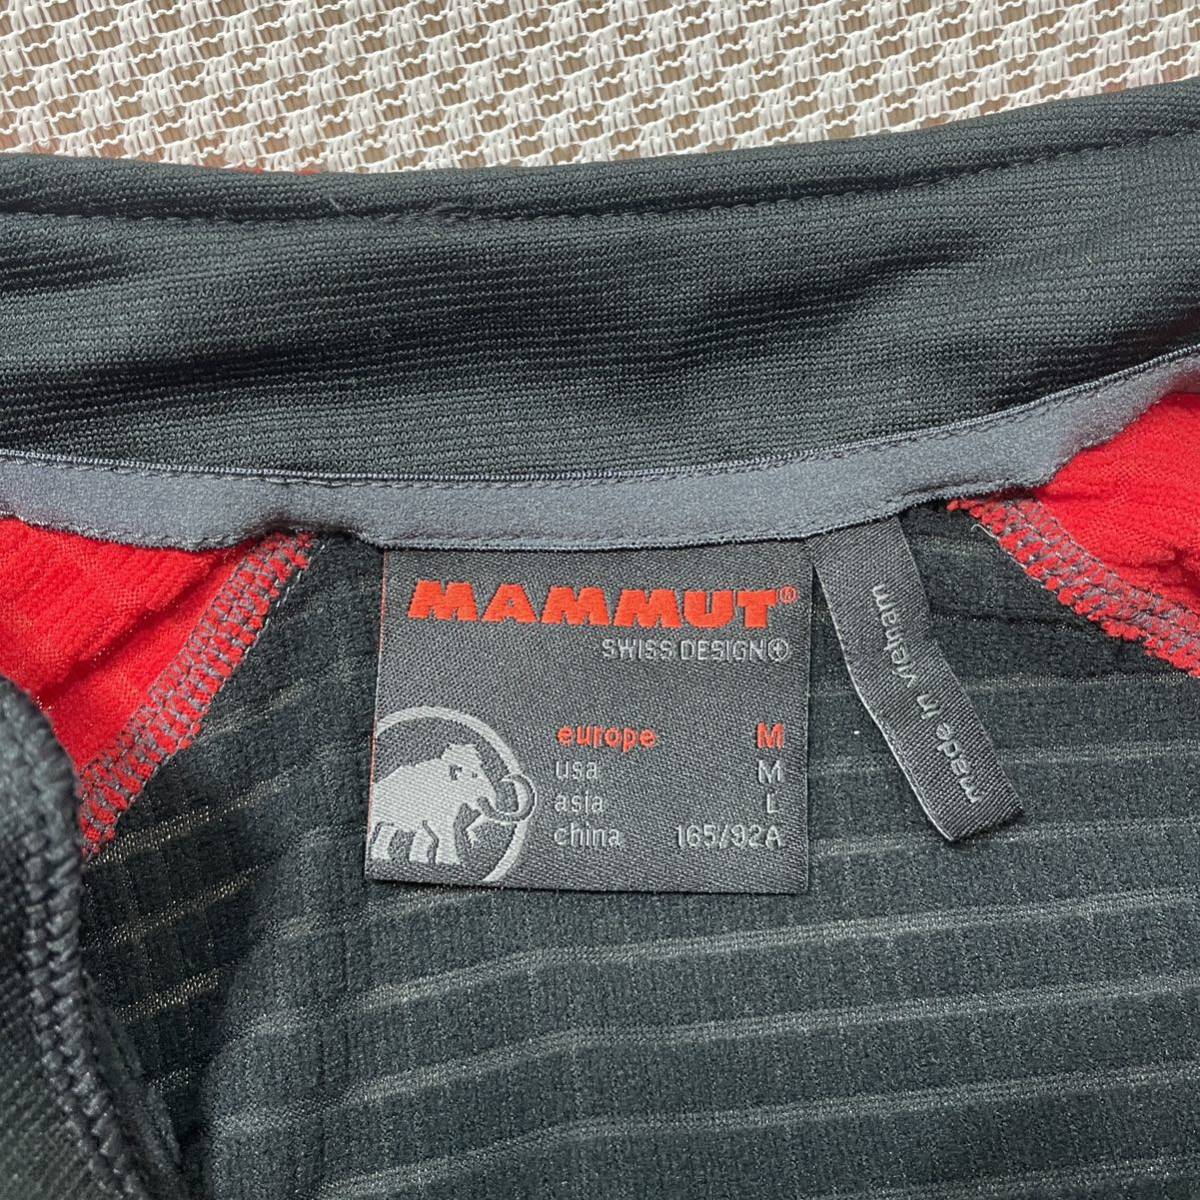 MAMMUT®
SWISS DESIGN
europe M
usa M
asia L
china 165/92A
made in vietnam